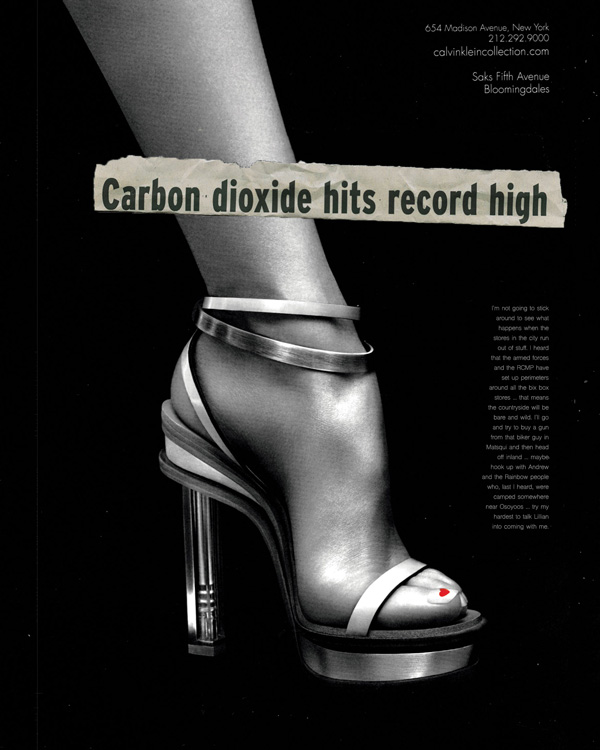 654 Madison Avenue, New York
212.292.9000
calvinkleincollection.com
Saks Fifth Avenue
Bloomingdales
Carbon dioxide hits record high
I'm not going to stick
around to see what
happens when the
stores in the city run
out of stuff. I heard
that the armed forces
and the RCMP have
set up perimeters
around all the bix box
stores ... that means
the countryside will be
bare and wild. I'll go
and try to buy a gun
from that biker guy in
Matsqui and then head
off inland ... maybe
hook up with Andrew
and the Rainbow people
who, last I heard, were
camped somewhere
near Osoyoos ... try my
hardest to talk Lillian
into coming with me.